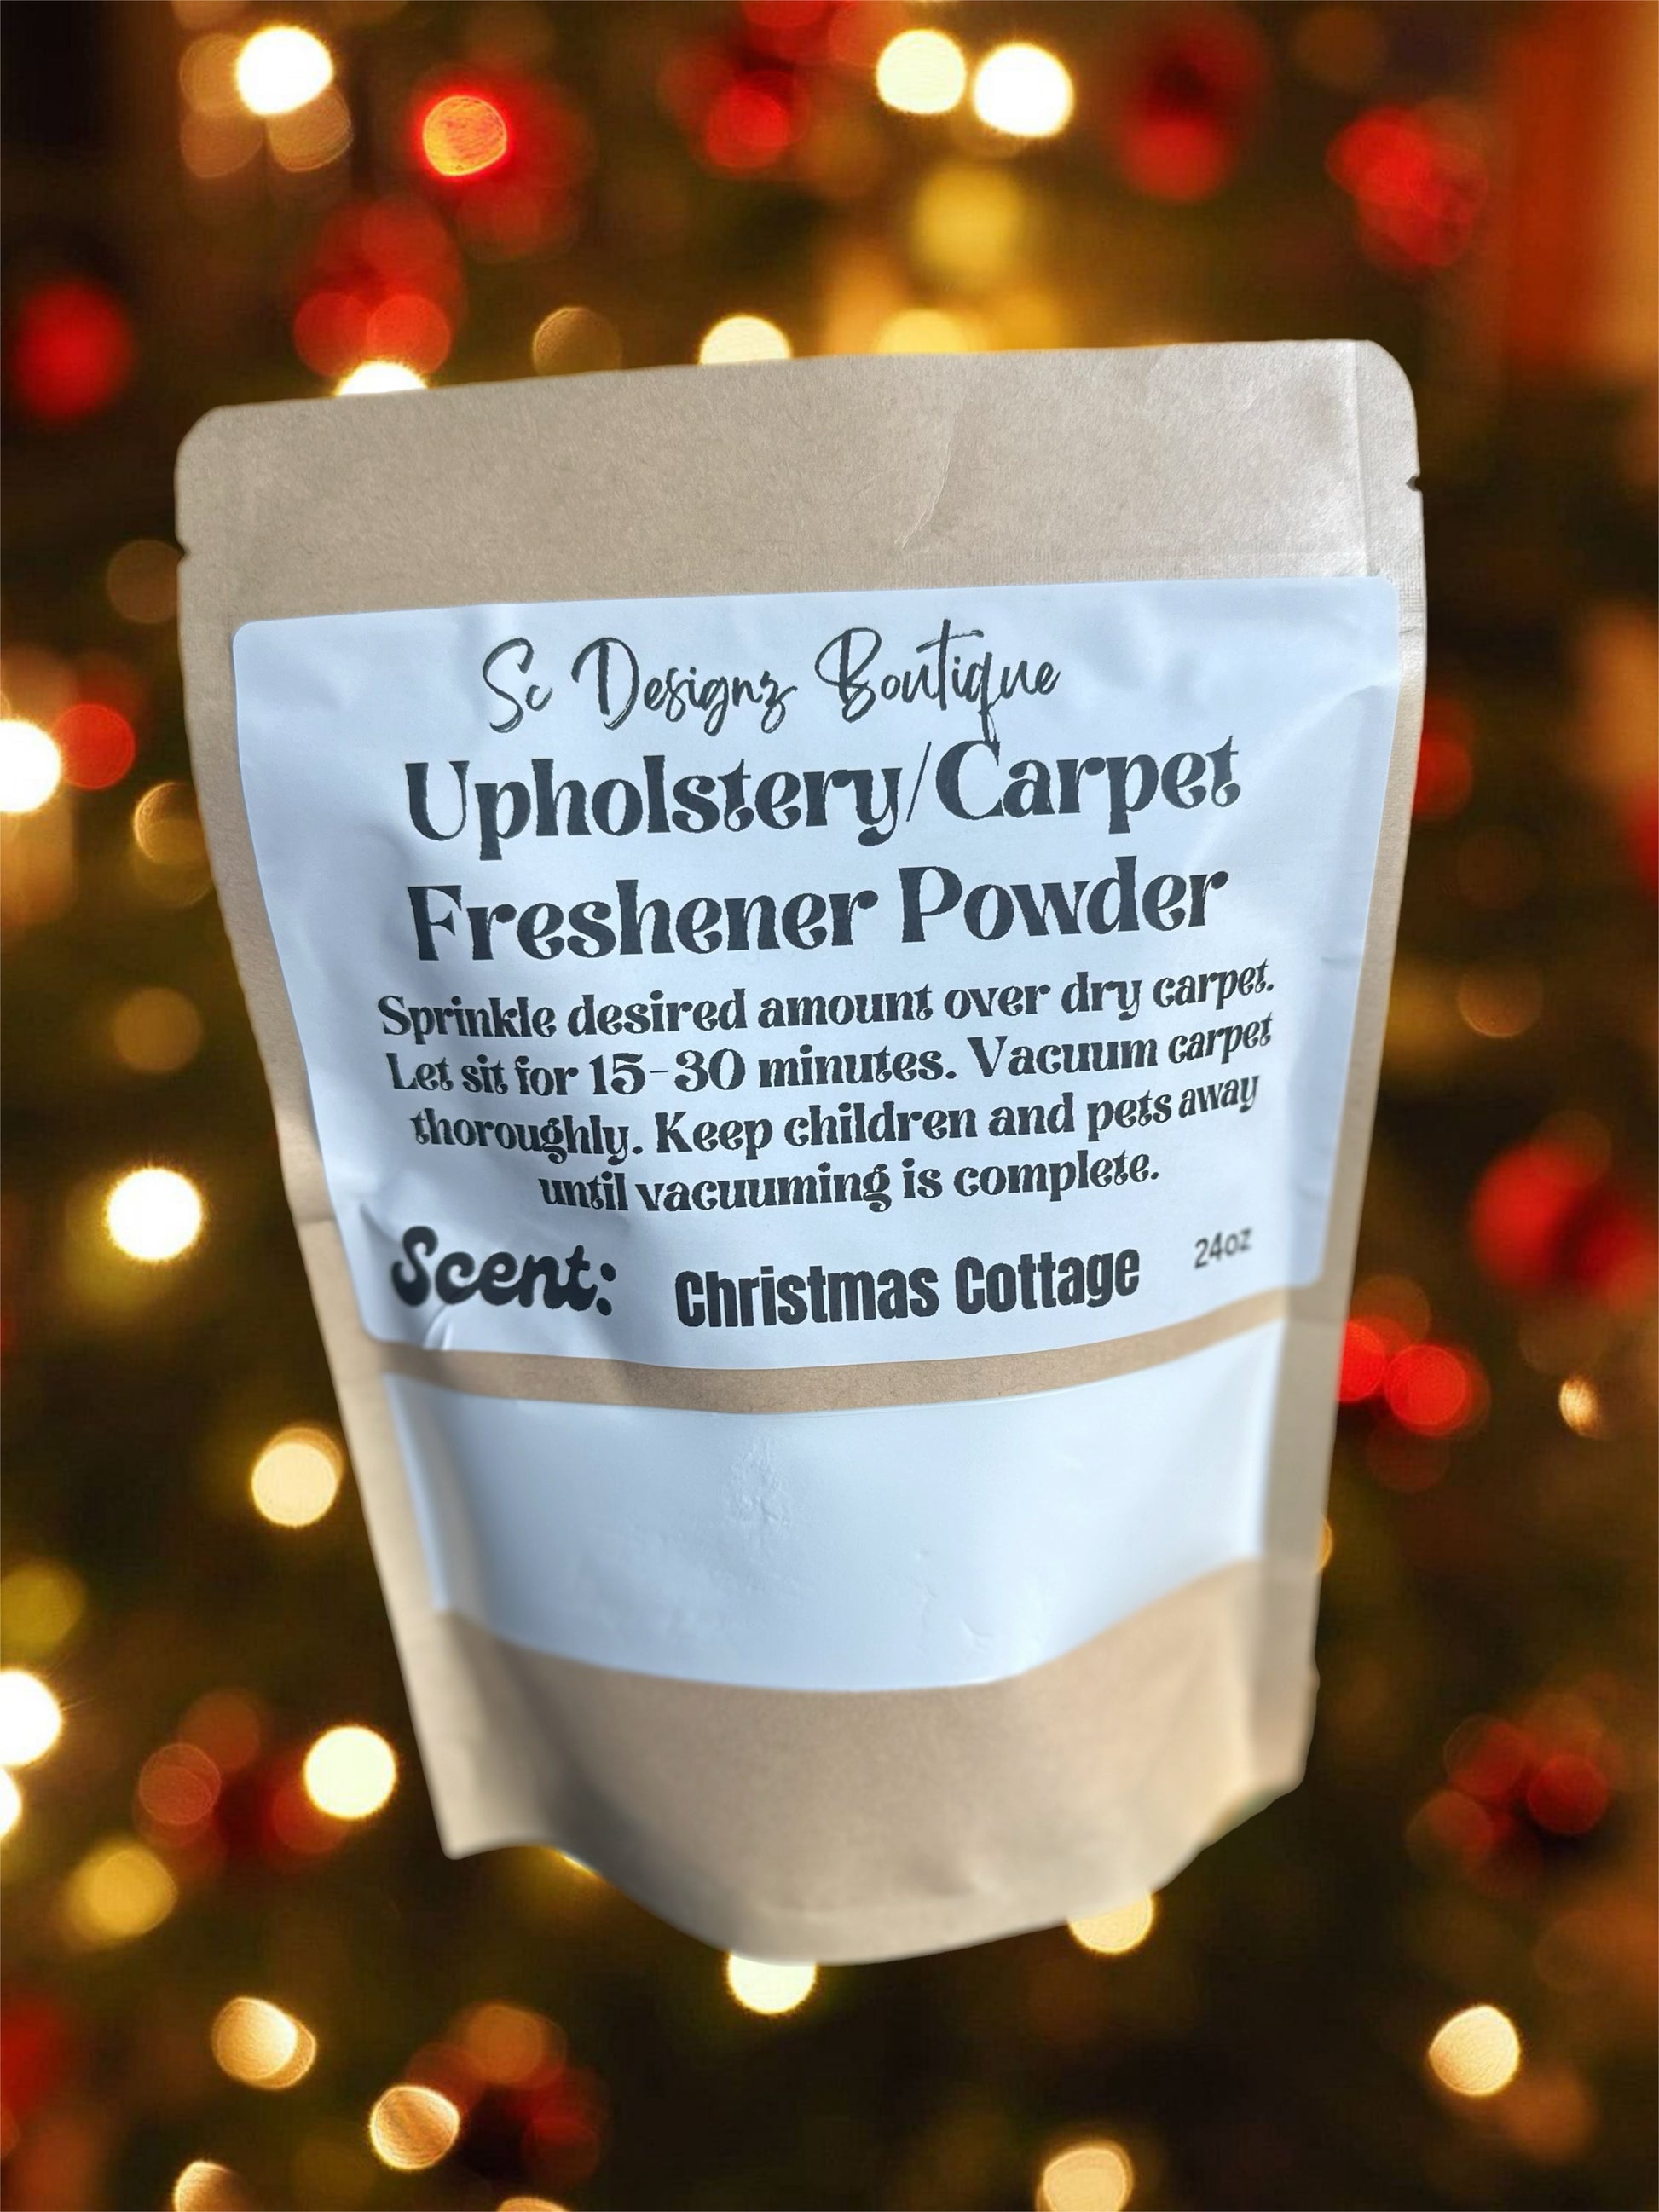 Sc Designz Boutique
Upholstery/Carpet
Freshener Powder
Sprinkle desired amount over dry carpet.
Let sit for 15-30 minutes. Vacuum carpet
thoroughly. Keep children and pets away
until vacuuming is complete.
Scent: Christmas Cottage 24oz